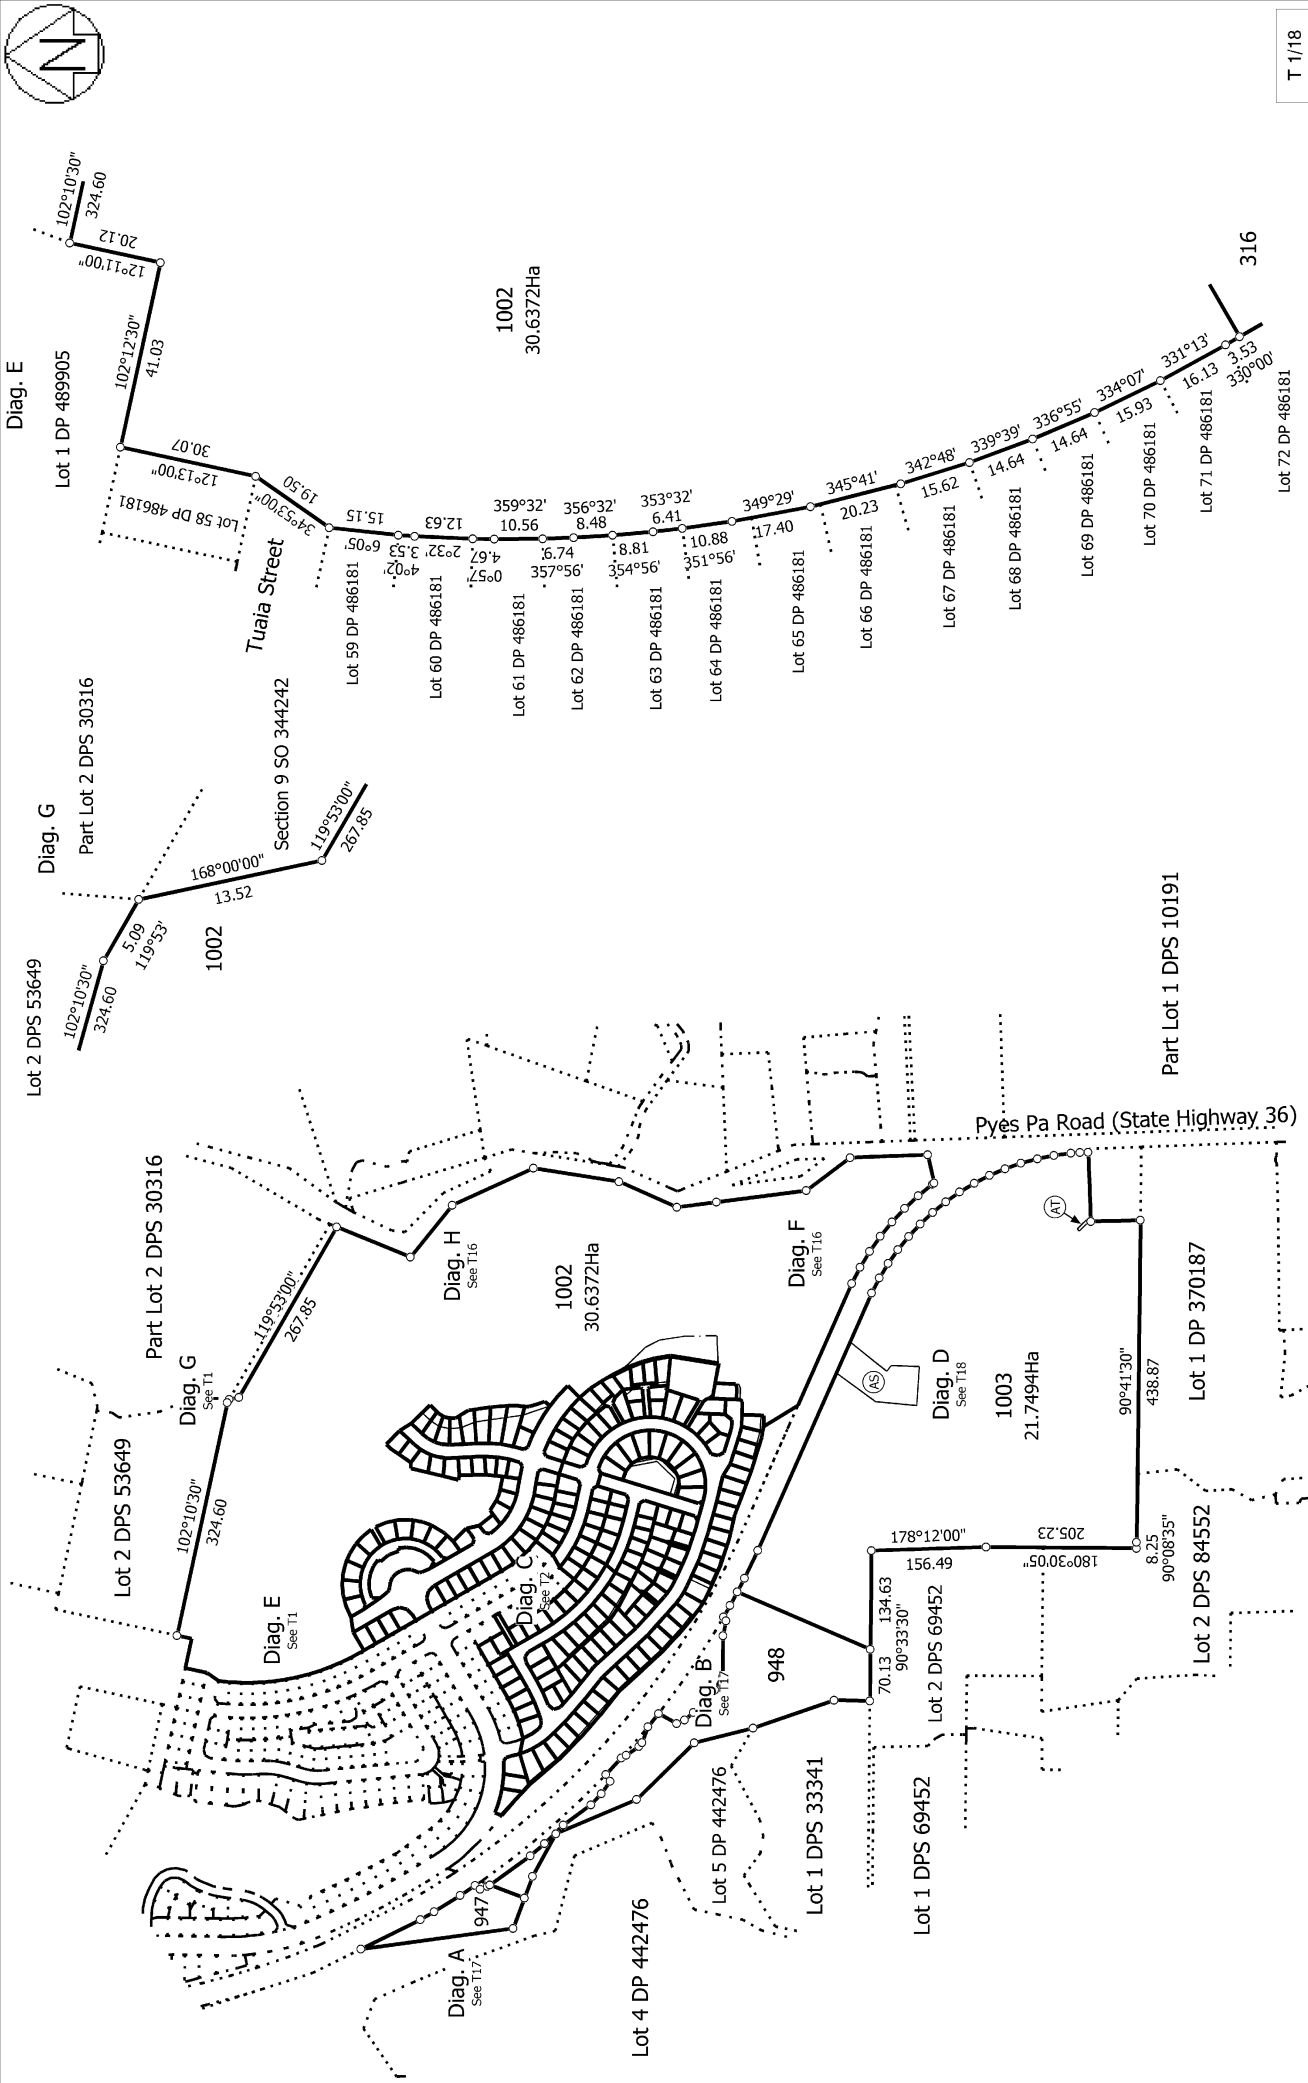 N
T 1/18
Diag. E
Lot 1 DP 489905
102°10'30"
324.60
20.12
12°11'00"
102°12'30"
41.03
30.07
12°13'00"
Lot 58 DP 486181
19.50
34°53'00"
Tuaia Street
15.15
6°05'
3.53
4°02'
12.63
2°32'
4.67
0°57'
359°32'
10.56
357°56'
9.74
356°32'
8.48
354°56'
8.81
353°32'
6.41
351°56'
10.88
349°29'
17.40
345°41'
20.23
342°48'
15.62
339°39'
14.64
336°55'
14.64
334°07'
15.93
331°13'
16.13
3.53
330°00'
Lot 59 DP 486181
Lot 60 DP 486181
Lot 61 DP 486181
Lot 62 DP 486181
Lot 63 DP 486181
Lot 64 DP 486181
Lot 65 DP 486181
Lot 66 DP 486181
Lot 67 DP 486181
Lot 68 DP 486181
Lot 69 DP 486181
Lot 70 DP 486181
Lot 71 DP 486181
Lot 72 DP 486181
1002
30.6372Ha
316
Diag. G
Part Lot 2 DPS 30316
Lot 2 DPS 53649
Section 9 SO 344242
102°10'30"
324.60
5.09
119°53'
168°00'00"
13.52
119°53'00"
267.85
1002
Part Lot 1 DPS 10191
Pyes Pa Road (State Highway 36)
Part Lot 2 DPS 30316
Lot 2 DPS 53649
Diag. G
See T1
119°53'00"
267.85
102°10'30"
324.60
Diag. E
See T1
Diag. H
See T16
1002
30.6372Ha
Diag. F
See T16
AT
AS
Diag. D
See T18
1003
21.7494Ha
90°41'30"
438.87
Lot 1 DP 370187
178°12'00"
149.951
180°30'05"
205.23
8.25
90°08'35"
Lot 2 DPS 84552
Diag. C
See T2
Diag. B
See T17
948
70.13
134.63
90°33'30"
Lot 2 DPS 69452
Lot 1 DPS 69452
Lot 1 DPS 33341
Lot 5 DP 442476
Lot 4 DP 442476
947
Diag. A
See T17